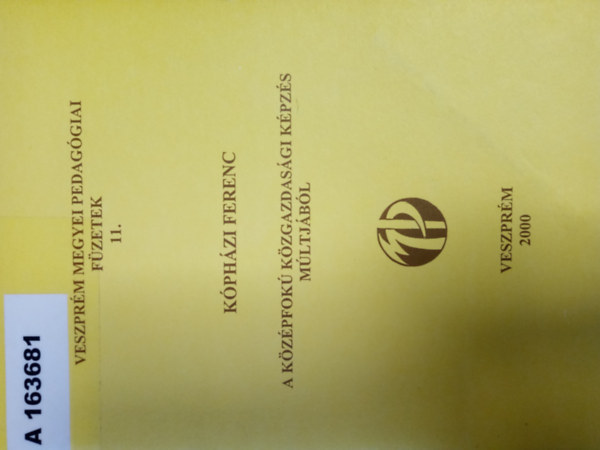 VESZPRÉM MEGYEI PEDAGÓGIAI
FÜZETEK
11.
KÓPHÁZI FERENC
A KÖZÉPFOKÚ KÖZGAZDASÁGI KÉPZÉS
MÚLTJÁBÓL
VESZPRÉM
2000
A 163681